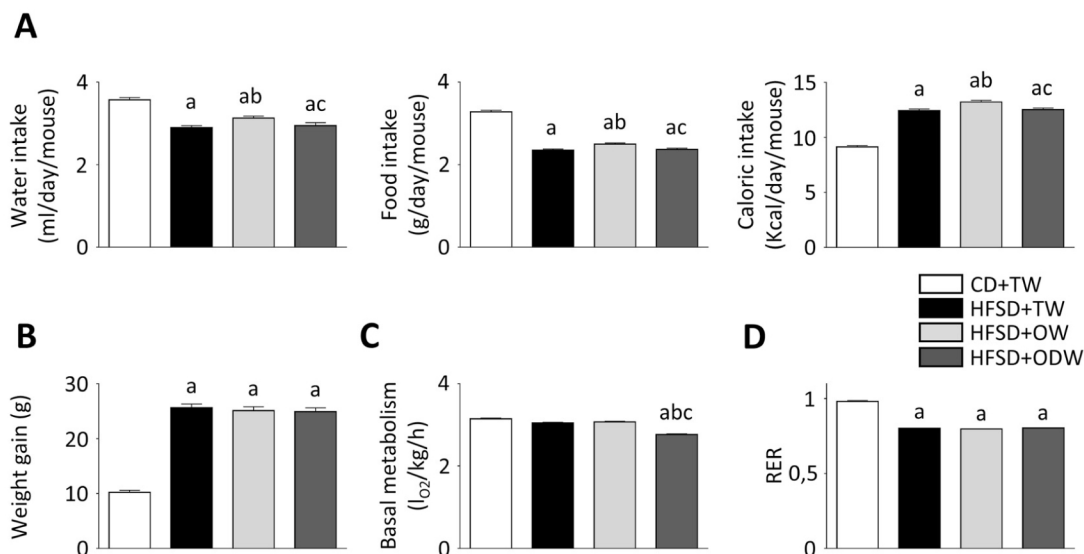 A
Water intake
(ml/day/mouse)
4
2
0
a
ab
ac
Food intake
(g/day/mouse)
4
2
0
a
ab
ac
Caloric intake
(Kcal/day/mouse)
15
10
5
0
a
ab
ac
CD+TW
HFSD+TW
HFSD+OW
HFSD+ODW
B
Weight gain (g)
30
20
10
0
a
a
a
C
Basal metabolism
(lO2/kg/h)
4
2
0
abc
D
RER
1
0,5
0
a
a
a